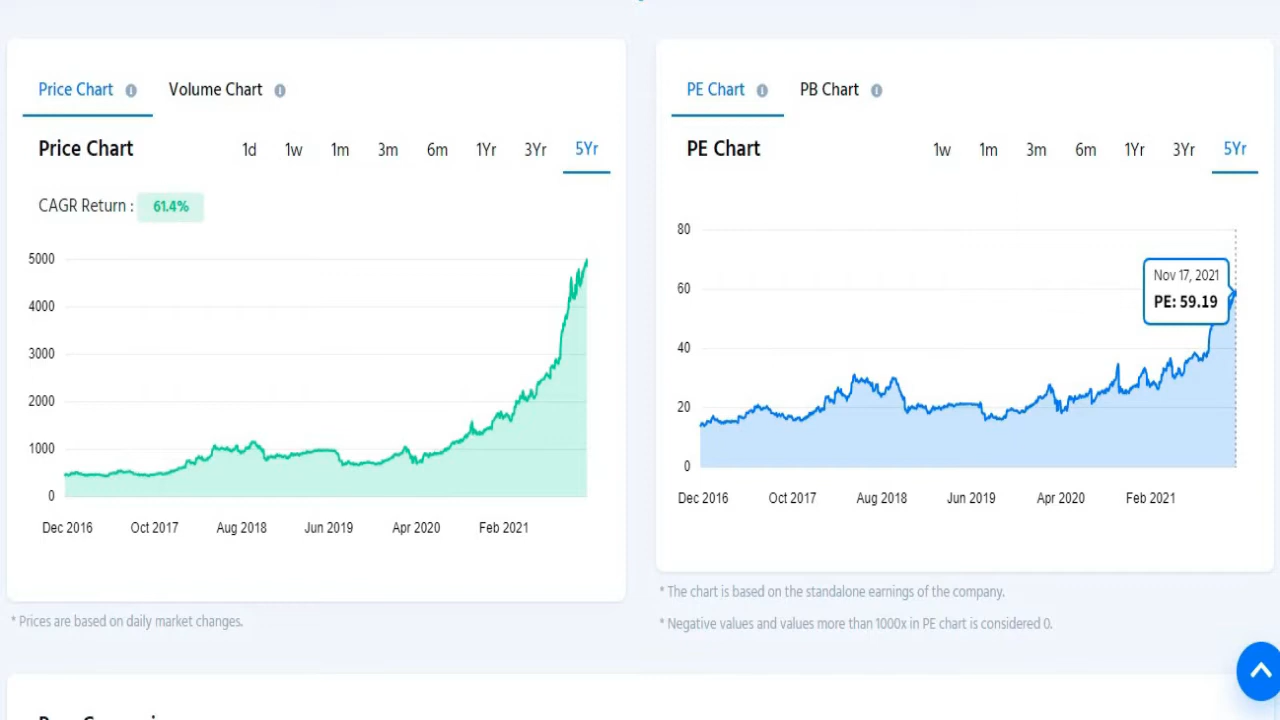 Price Chart
Volume Chart
Price Chart
1d 1w 1m 3m 6m 1Yr 3Yr 5Yr
CAGR Return : 61.4%
5000
4000
3000
2000
1000
0
Dec 2016 Oct 2017 Aug 2018 Jun 2019 Apr 2020 Feb 2021
* Prices are based on daily market changes.
PE Chart
PB Chart
PE Chart
1w 1m 3m 6m 1Yr 3Yr 5Yr
80
60
40
20
0
Nov 17, 2021
PE: 59.19
Dec 2016 Oct 2017 Aug 2018 Jun 2019 Apr 2020 Feb 2021
* The chart is based on the standalone earnings of the company.
* Negative values and values more than 1000x in PE chart is considered 0.